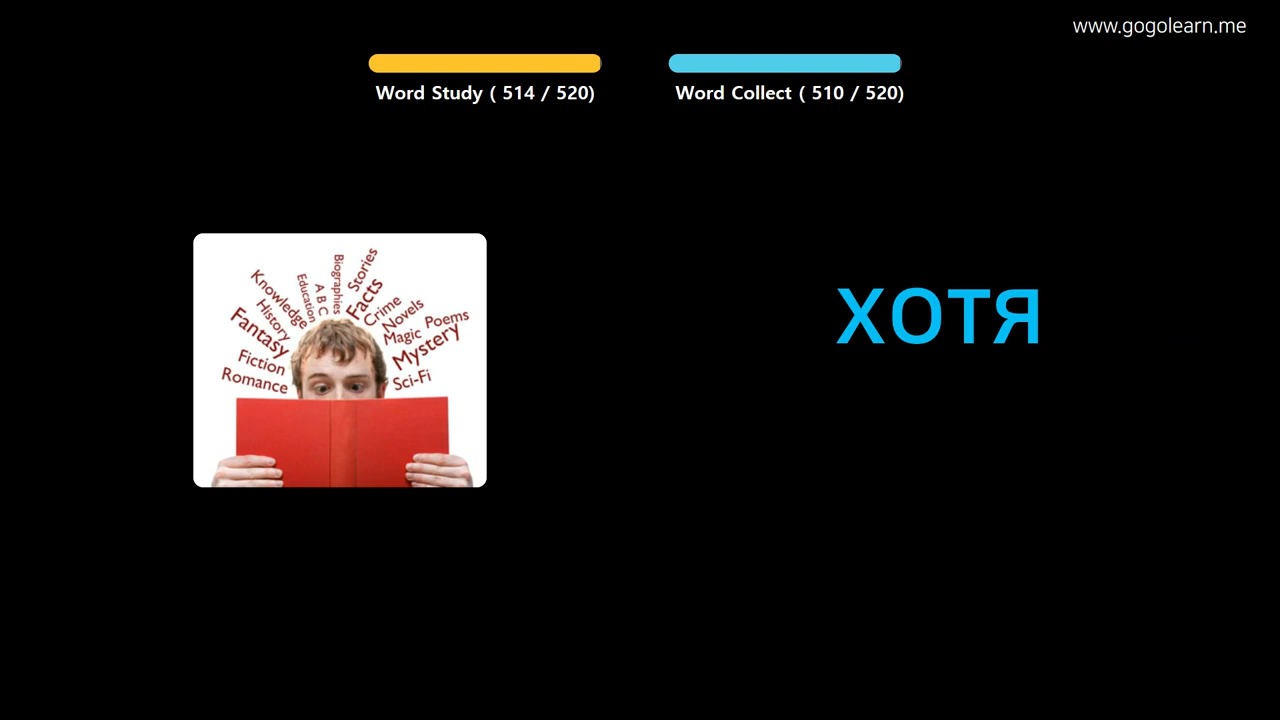 www.gogolearn.me
Word Study ( 514 / 520)
Word Collect ( 510 / 520)
Biographies
Stories
Knowledge
Education
A B C
Facts
History
Crime
Novels
Fantasy
Magic
Poems
Mystery
Fiction
Romance
Sci-Fi
хотя